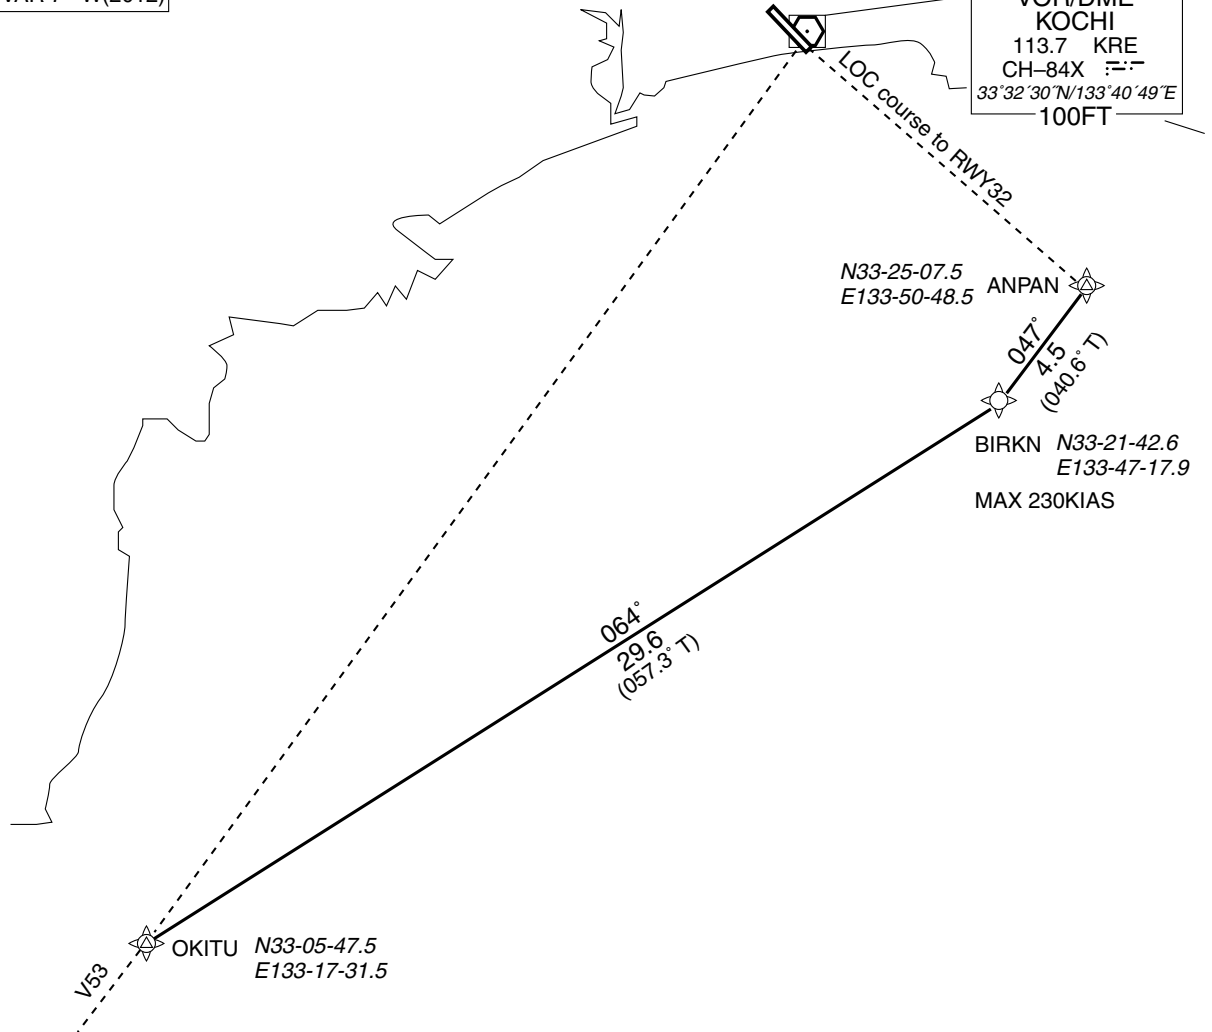 KOCHI
113.7 KRE
CH–84X
33°32´30˝N/133°40´49˝E
100FT
LOC course to RWY32
N33-25-07.5
E133-50-48.5
ANPAN
047°
4.5
(040.6° T)
BIRKN
N33-21-42.6
E133-47-17.9
MAX 230KIAS
064°
29.6
(057.3° T)
OKITU
N33-05-47.5
E133-17-31.5
V53